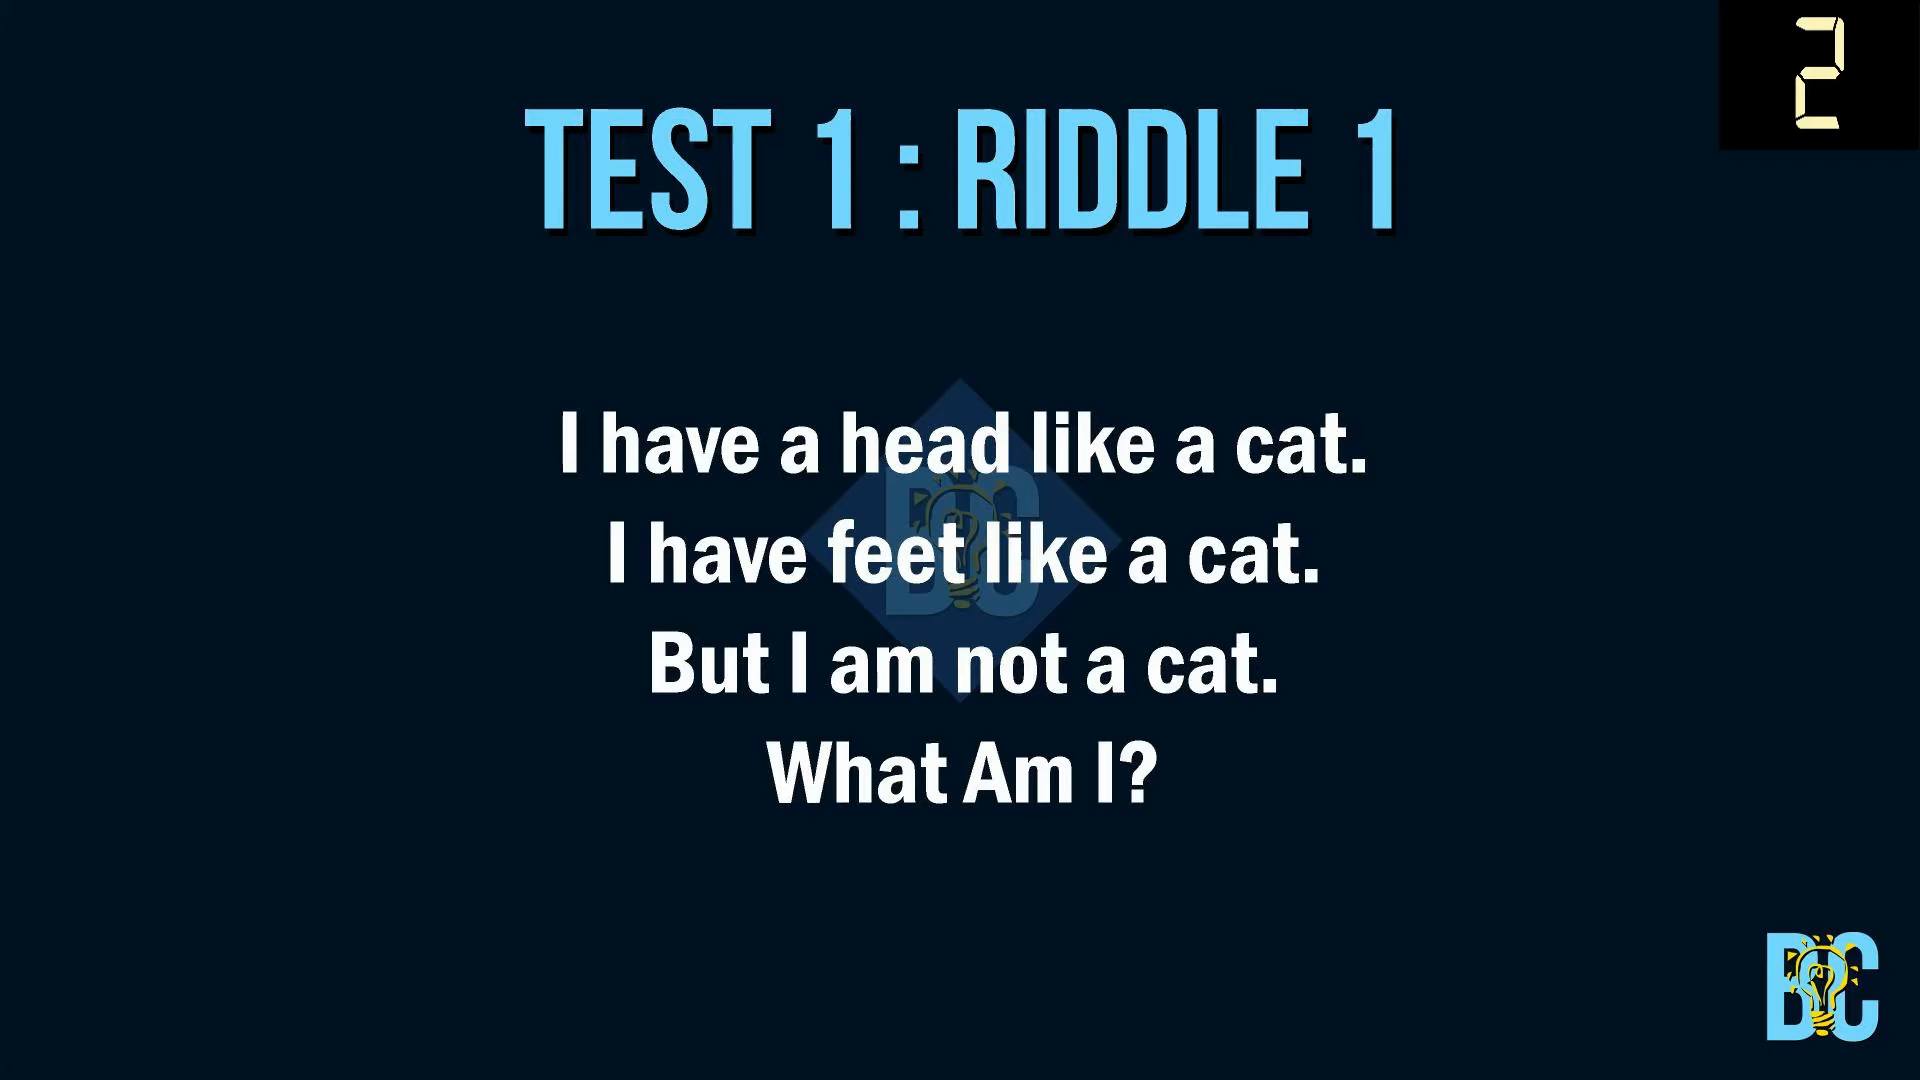 2
TEST 1 : RIDDLE 1
I have a head like a cat.
I have feet like a cat.
But I am not a cat.
What Am I?
BC